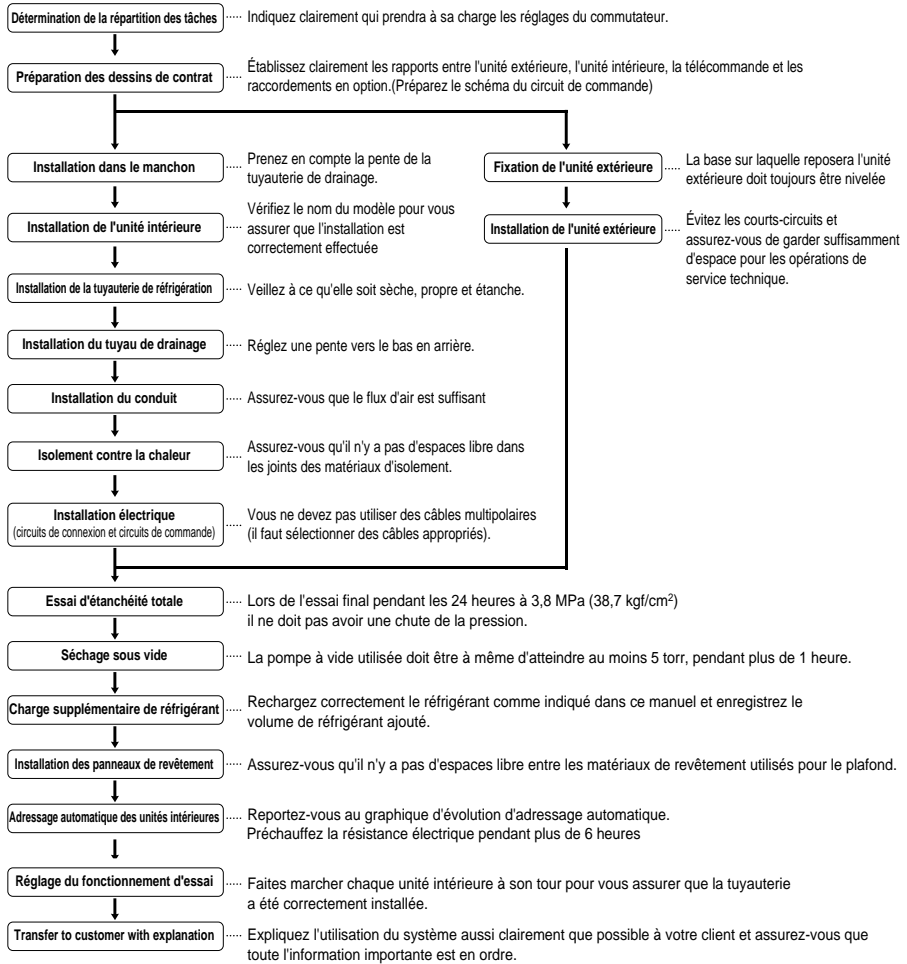 Détermination de la répartition des tâches
Indiquez clairement qui prendra à sa charge les réglages du commutateur.
Préparation des dessins de contrat
Établissez clairement les rapports entre l'unité extérieure, l'unité intérieure, la télécommande et les
raccordements en option.(Préparez le schéma du circuit de commande)
Installation dans le manchon
Prenez en compte la pente de la
tuyauterie de drainage.
Fixation de l'unité extérieure
La base sur laquelle reposera l'unité
extérieure doit toujours être nivelée
Installation de l'unité intérieure
Vérifiez le nom du modèle pour vous
assurer que l'installation est
correctement effectuée
Installation de l'unité extérieure
Évitez les courts-circuits et
assurez-vous de garder suffisamment
d'espace pour les opérations de
service technique.
Installation de la tuyauterie de réfrigération
Veillez à ce qu'elle soit sèche, propre et étanche.
Installation du tuyau de drainage
Réglez une pente vers le bas en arrière.
Installation du conduit
Assurez-vous que le flux d'air est suffisant
Isolement contre la chaleur
Assurez-vous qu'il n'y a pas d'espaces libre dans
les joints des matériaux d'isolement.
Installation électrique
(circuits de connexion et circuits de commande)
Vous ne devez pas utiliser des câbles multipolaires
(il faut sélectionner des câbles appropriés).
Essai d'étanchéité totale
Lors de l'essai final pendant les 24 heures à 3,8 MPa (38,7 kgf/cm²)
il ne doit pas avoir une chute de la pression.
Séchage sous vide
La pompe à vide utilisée doit être à même d'atteindre au moins 5 torr, pendant plus de 1 heure.
Charge supplémentaire de réfrigérant
Rechargez correctement le réfrigérant comme indiqué dans ce manuel et enregistrez le
volume de réfrigérant ajouté.
Installation des panneaux de revêtement
Assurez-vous qu'il n'y a pas d'espaces libre entre les matériaux de revêtement utilisés pour le plafond.
Adressage automatique des unités intérieures
Reportez-vous au graphique d'évolution d'adressage automatique.
Préchauffez la résistance électrique pendant plus de 6 heures
Réglage du fonctionnement d'essai
Faites marcher chaque unité intérieure à son tour pour vous assurer que la tuyauterie
a été correctement installée.
Transfer to customer with explanation
Expliquez l'utilisation du système aussi clairement que possible à votre client et assurez-vous que
toute l'information importante est en ordre.